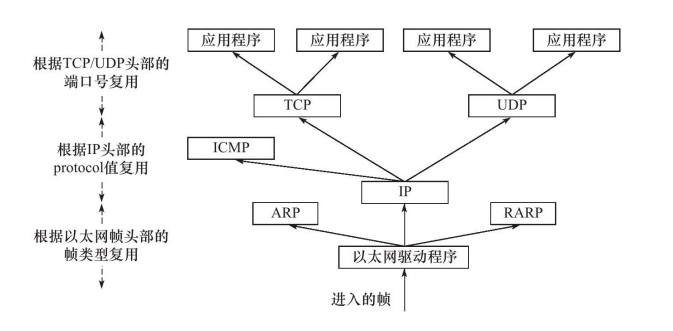 应用程序 应用程序 应用程序 应用程序
根据TCP/UDP头部的
端口号复用
TCP UDP
根据IP头部的
protocol值复用
ICMP
IP
ARP RARP
根据以太网帧头部的
帧类型复用
以太网驱动程序
进入的帧